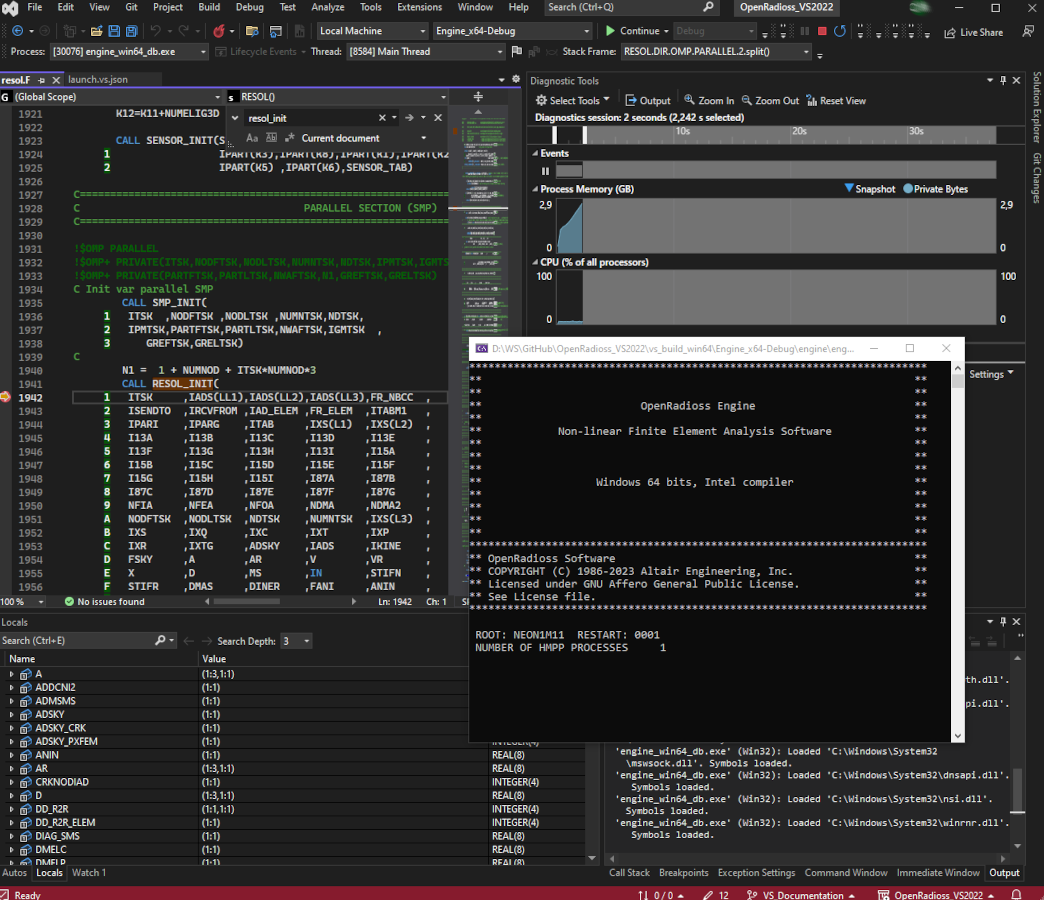 File Edit View Git Project Build Debug Test Analyze Tools Extensions Window Help Search (Ctrl+Q) OpenRadioss_VS2022
Local Machine Engine_x64-Debug Continue Debug Live Share
Process: [30076] engine_win64_db.exe Lifecycle Events Thread: [8584] Main Thread Stack Frame: RESOL.DIR.OMP.PARALLEL.2.split()
resol.F launch.vs.json
(Global Scope) RESOL()
resol_init
Aa Current document
1921 K12=K11+NUMELIG3D
1922
1923 CALL SENSOR_INIT(S
1924 1 IPART(K3),IPART(K8),IPART(K1),IPART(K2
1925 2 IPART(K5) ,IPART(K6),SENSOR_TAB)
1926
1927 C=======================================================
1928 C PARALLEL SECTION (SMP)
1929 C=======================================================
1930
1931 !$OMP PARALLEL
1932 !$OMP+ PRIVATE(ITSK,NODFTSK,NODLTSK,NUMNTSK,NDTSK,IPMTSK,IGMTS
1933 !$OMP+ PRIVATE(PARTFTSK,PARTLTSK,NWAFTSK,N1,GREFTSK,GRELTSK)
1934 C Init var parallel SMP
1935 CALL SMP_INIT(
1936 1 ITSK ,NODFTSK ,NODLTSK ,NUMNTSK,NDTSK,
1937 2 IPMTSK,PARTFTSK,PARTLTSK,NWAFTSK,IGMTSK ,
1938 3 GREFTSK,GRELTSK)
1939 C
1940 N1 = 1 + NUMNOD + ITSK*NUMNOD*3
1941 CALL RESOL_INIT(
1942 1 ITSK ,IADS(LL1),IADS(LL2),IADS(LL3),FR_NBCC ,
1943 2 ISENDTO ,IRCVFROM ,IAD_ELEM ,FR_ELEM ,ITABM1 ,
1944 3 IPARI ,IPARG ,ITAB ,IXS(L1) ,IXS(L2) ,
1945 4 I13A ,I13B ,I13C ,I13D ,I13E ,
1946 5 I13F ,I13G ,I13H ,I13I ,I15A ,
1947 6 I15B ,I15C ,I15D ,I15E ,I15F ,
1948 7 I15G ,I15H ,I15I ,I87A ,I87B ,
1949 8 I87C ,I87D ,I87E ,I87F ,I87G ,
1950 9 NFIA ,NFEA ,NFOA ,NDMA ,NDMA2 ,
1951 A NODFTSK ,NODLTSK ,NDTSK ,NUMNTSK ,IXS(L3) ,
1952 B IXS ,IXQ ,IXC ,IXT ,IXP ,
1953 C IXR ,IXTG ,ADSKY ,IADS ,IKINE ,
1954 D FSKY ,A ,AR ,V ,VR ,
1955 E X ,D ,MS ,IN ,STIFN ,
1956 F STIFR ,DMAS ,DINER ,FANI ,ANIN ,
100 % No issues found Ln: 1942 Ch: 1
Diagnostic Tools
Select Tools Output Zoom In Zoom Out Reset View
Diagnostics session: 2 seconds (2,242 s selected)
10s 20s 30s
Events
Process Memory (GB) Snapshot Private Bytes
2,9 2,9
0 0
CPU (% of all processors)
100 100
0 0
Solution Explorer
Git Changes
Settings
D:\WS\GitHub\OpenRadioss_VS2022\vs_build_win64\Engine_x64-Debug\engine\eng...
OpenRadioss Engine
Non-linear Finite Element Analysis Software
Windows 64 bits, Intel compiler
** OpenRadioss Software **
** COPYRIGHT (C) 1986-2023 Altair Engineering, Inc. **
** Licensed under GNU Affero General Public License. **
** See License file. **
ROOT: NEON1M11 RESTART: 0001
NUMBER OF HMPP PROCESSES 1
Locals
Search (Ctrl+E) Search Depth: 3
Name Value
A (1:3,1:1)
ADDCNI2 (1:1)
ADMSMS (1:1)
ADSKY (1:1)
ADSKY_CRK (1:1)
ADSKY_PXFEM (1:1) INTEGER(4)
ANIN (1:1) REAL(8)
AR (1:3,1:1) REAL(8)
CRKNODIAD (1:1) INTEGER(4)
D (1:3,1:1) REAL(8)
DD_R2R (1:1,1:1) INTEGER(4)
DD_R2R_ELEM (1:1) INTEGER(4)
DIAG_SMS (1:1) REAL(8)
DMELC (1:1) REAL(8)
DMELP (1:1) REAL(8)
th.dll'.
pi.dll'.
'engine_win64_db.exe' (Win32): Loaded 'C:\Windows\System32
\mswsock.dll'. Symbols loaded.
'engine_win64_db.exe' (Win32): Loaded 'C:\Windows\System32\dnsapi.dll'.
Symbols loaded.
'engine_win64_db.exe' (Win32): Loaded 'C:\Windows\System32\nsi.dll'.
Symbols loaded.
'engine_win64_db.exe' (Win32): Loaded 'C:\Windows\System32\winrnr.dll'.
Symbols loaded.
Autos Locals Watch 1 Call Stack Breakpoints Exception Settings Command Window Immediate Window Output
Ready 0 / 0 12 VS_Documentation OpenRadioss_VS2022